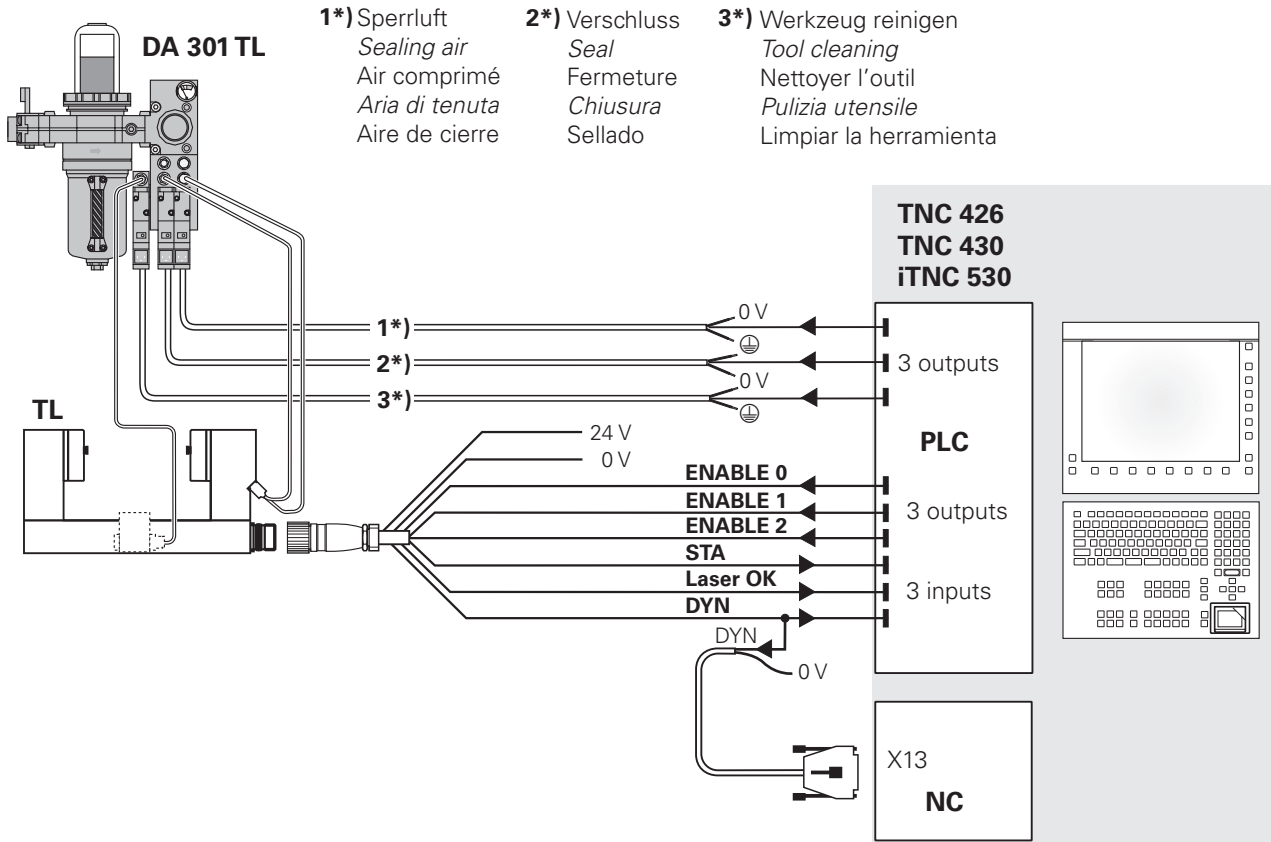 DA 301 TL
1*) Sperrluft
Sealing air
Air comprimé
Aria di tenuta
Aire de cierre
2*) Verschluss
Seal
Fermeture
Chiusura
Sellado
3*) Werkzeug reinigen
Tool cleaning
Nettoyer l'outil
Pulizia utensile
Limpiar la herramienta
TNC 426
TNC 430
iTNC 530
0 V
1*)
2*)
3 outputs
0 V
3*)
TL
24 V
0 V
PLC
ENABLE 0
ENABLE 1
3 outputs
ENABLE 2
STA
Laser OK
3 inputs
DYN
DYN
0 V
X13
NC